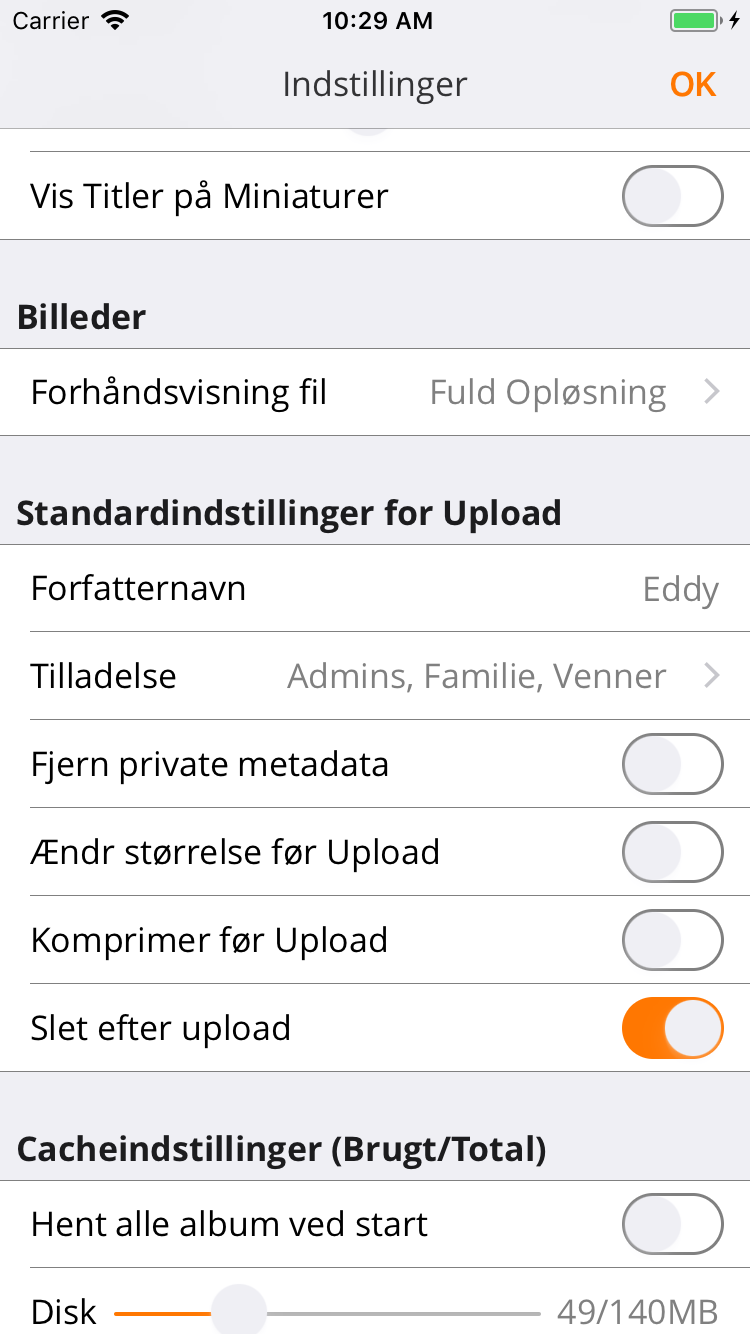 Carrier 10:29 AM
Indstillinger OK
Vis Titler på Miniaturer
Billeder
Forhåndsvisning fil Fuld Opløsning
Standardindstillinger for Upload
Forfatternavn Eddy
Tilladelse Admins, Familie, Venner
Fjern private metadata
Ændr størrelse før Upload
Komprimer før Upload
Slet efter upload
Cacheindstillinger (Brugt/Total)
Hent alle album ved start
Disk 49/140MB